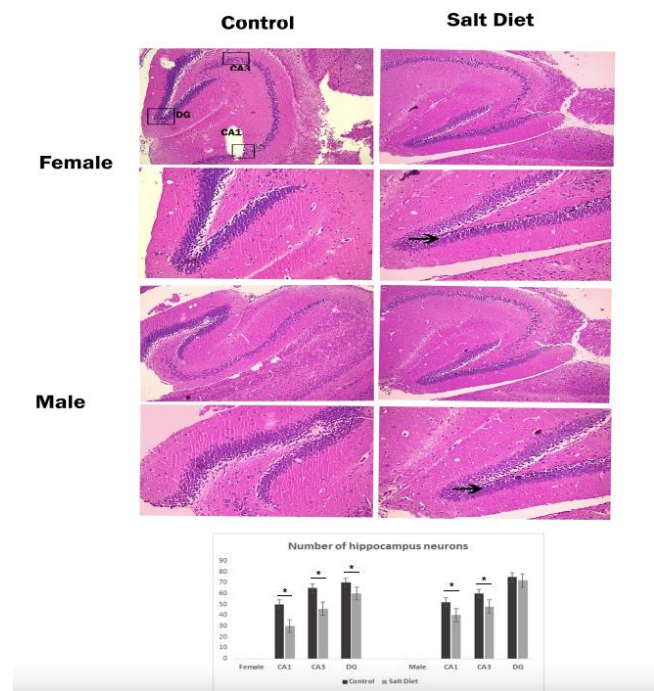 Control Salt Diet
CA3
DG
CA1
Female
Male
Number of hippocampus neurons
90
80
70
60
50
40
30
20
10
0
* * * * *
Female CA1 CA3 DG Male CA1 CA3 DG
Control Salt Diet